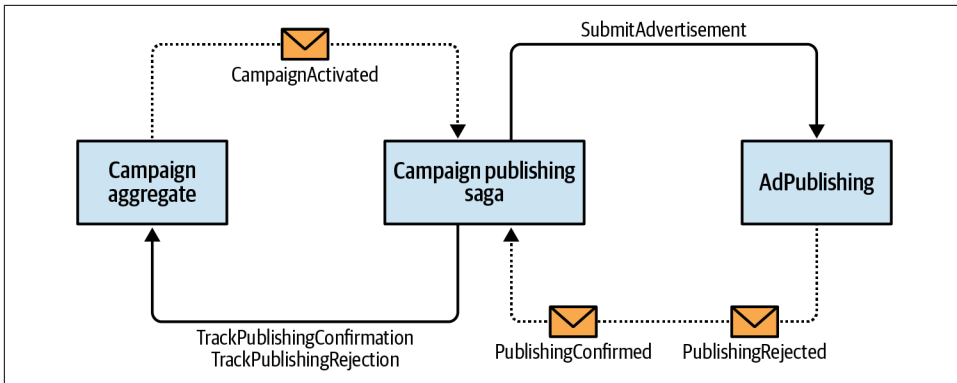 SubmitAdvertisement
CampaignActivated
Campaign
aggregate
Campaign publishing
saga
AdPublishing
TrackPublishingConfirmation
TrackPublishingRejection
PublishingConfirmed
PublishingRejected